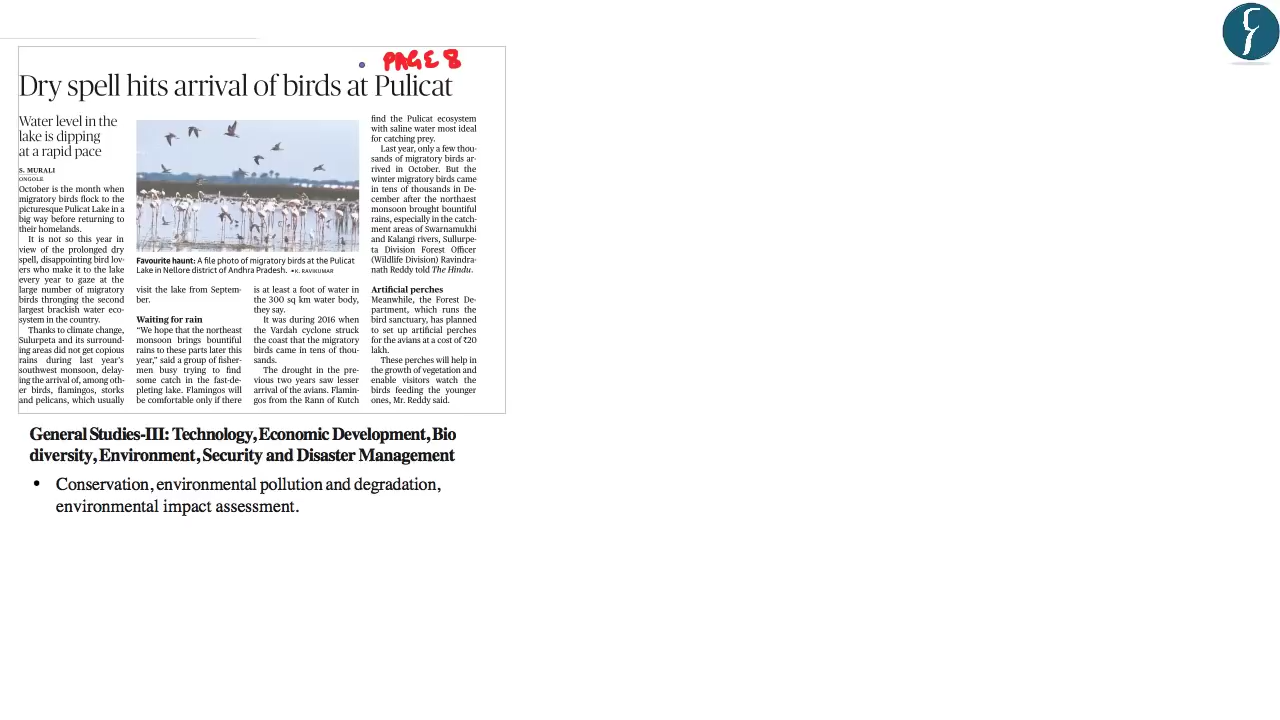 PAGE 8
Dry spell hits arrival of birds at Pulicat
Water level in the
lake is dipping
at a rapid pace
S. MURALI
ONGOLE
October is the month when
migratory birds flock to the
picturesque Pulicat Lake in a
big way before returning to
their homelands.
It is not so this year in
view of the prolonged dry
spell, disappointing bird lov-
ers who make it to the lake
every year to gaze at the
large number of migratory
birds thronging the second
largest brackish water eco-
system in the country.
Thanks to climate change,
Sulurpeta and its surround-
ing areas did not get copious
rains during last year's
southwest monsoon, delay-
ing the arrival of, among oth-
er birds, flamingos, storks
and pelicans, which usually
Favourite haunt: A file photo of migratory birds at the Pulicat
Lake in Nellore district of Andhra Pradesh. • K. RAVIKUMAR
visit the lake from Septem-
ber.
Waiting for rain
“We hope that the northeast
monsoon brings bountiful
rains to these parts later this
year,” said a group of fisher-
men busy trying to find
some catch in the fast-de-
pleting lake. Flamingos will
be comfortable only if there
is at least a foot of water in
the 300 sq km water body,
they say.
It was during 2016 when
the Vardah cyclone struck
the coast that the migratory
birds came in tens of thou-
sands.
The drought in the pre-
vious two years saw lesser
arrival of the avians. Flamin-
gos from the Rann of Kutch
find the Pulicat ecosystem
with saline water most ideal
for catching prey.
Last year, only a few thou-
sands of migratory birds ar-
rived in October. But the
winter migratory birds came
in tens of thousands in De-
cember after the northaest
monsoon brought bountiful
rains, especially in the catch-
ment areas of Swarnamukhi
and Kalangi rivers, Sullurpe-
ta Division Forest Officer
(Wildlife Division) Ravindra-
nath Reddy told The Hindu.
Artificial perches
Meanwhile, the Forest De-
partment, which runs the
bird sanctuary, has planned
to set up artificial perches
for the avians at a cost of ₹20
lakh.
These perches will help in
the growth of vegetation and
enable visitors watch the
birds feeding the younger
ones, Mr. Reddy said.
General Studies-III: Technology, Economic Development, Bio
diversity, Environment, Security and Disaster Management
• Conservation, environmental pollution and degradation,
environmental impact assessment.